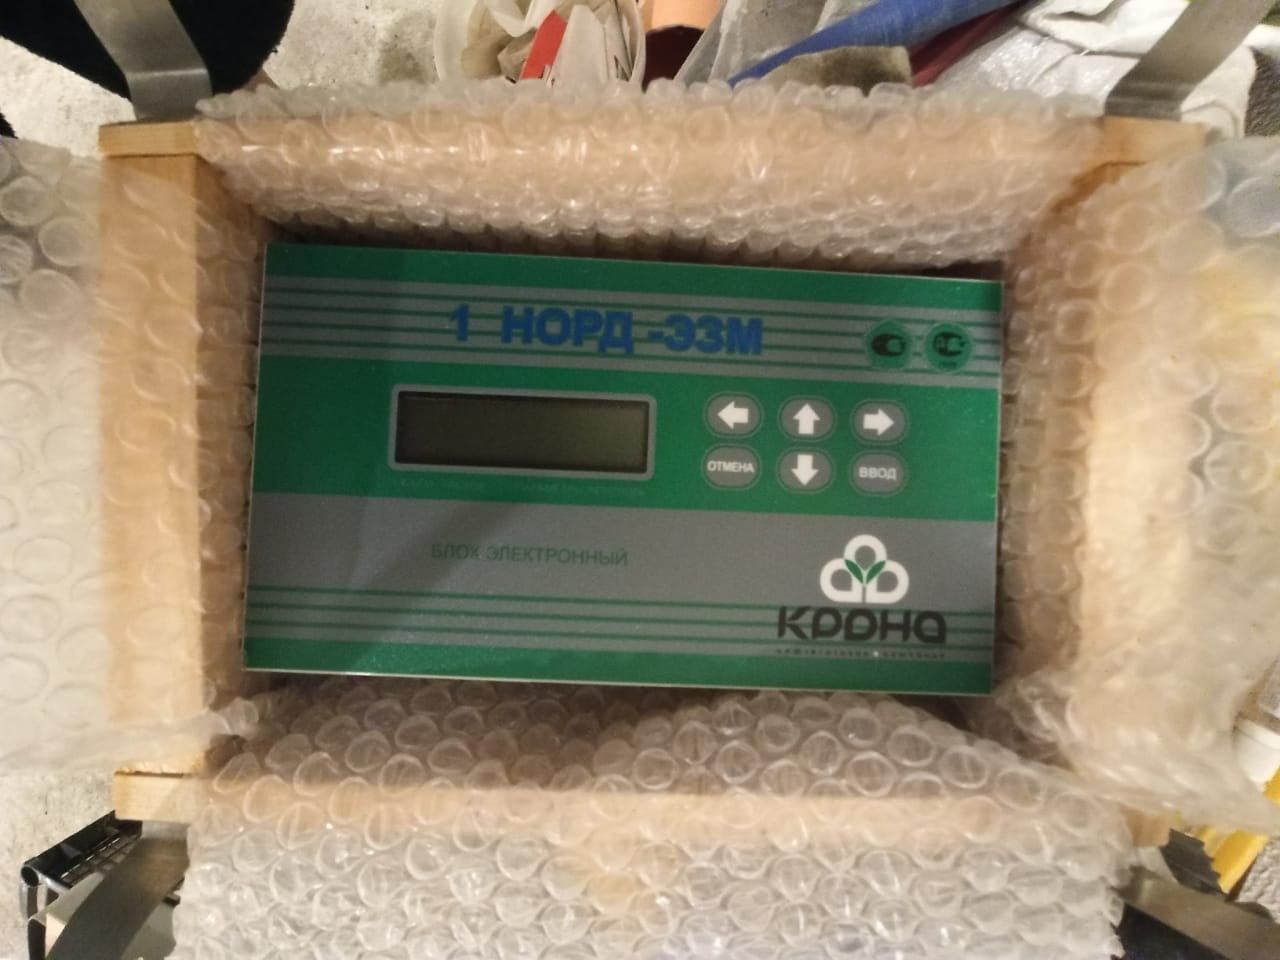 1 НОРД -ЭЗМ
ОТМЕНА
ВВОД
БЛОК ЭЛЕКТРОННЫЙ
КРОНА